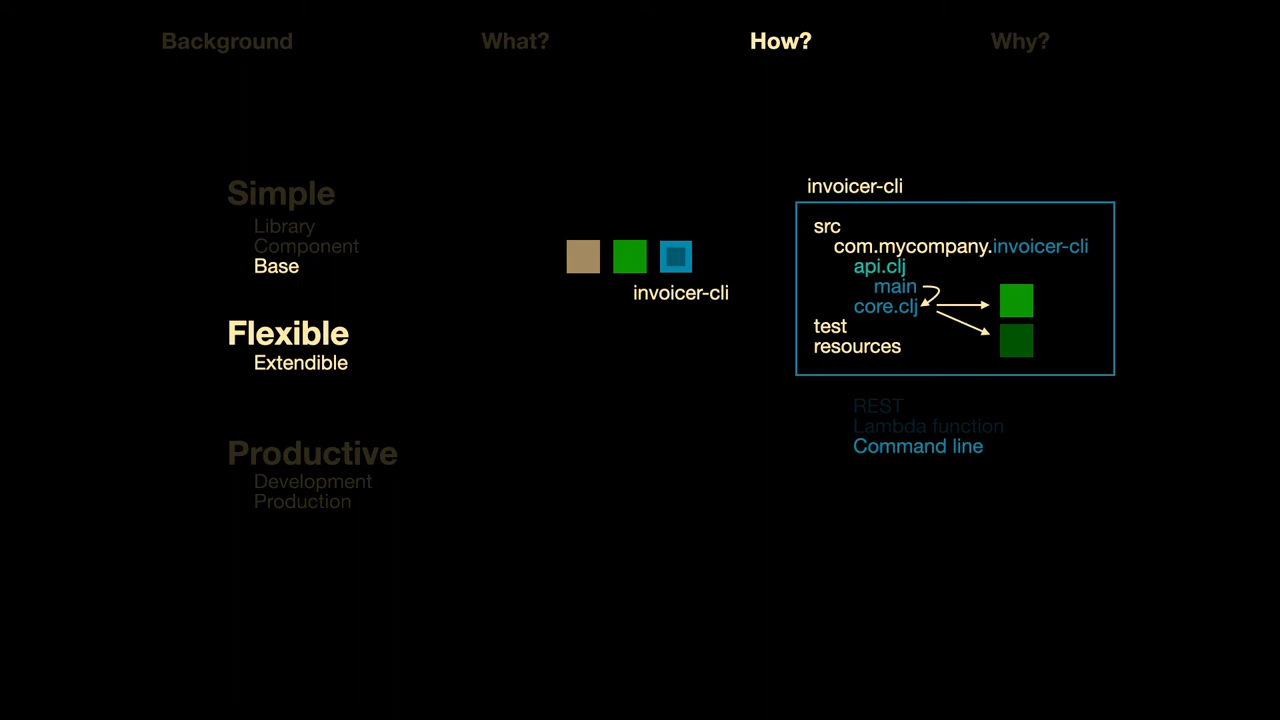 Background
What?
How?
Why?
Simple
Library
Component
Base
Flexible
Extendible
Productive
Development
Production
invoicer-cli
invoicer-cli
src
com.mycompany.invoicer-cli
api.clj
main
core.clj
test
resources
REST
Lambda function
Command line